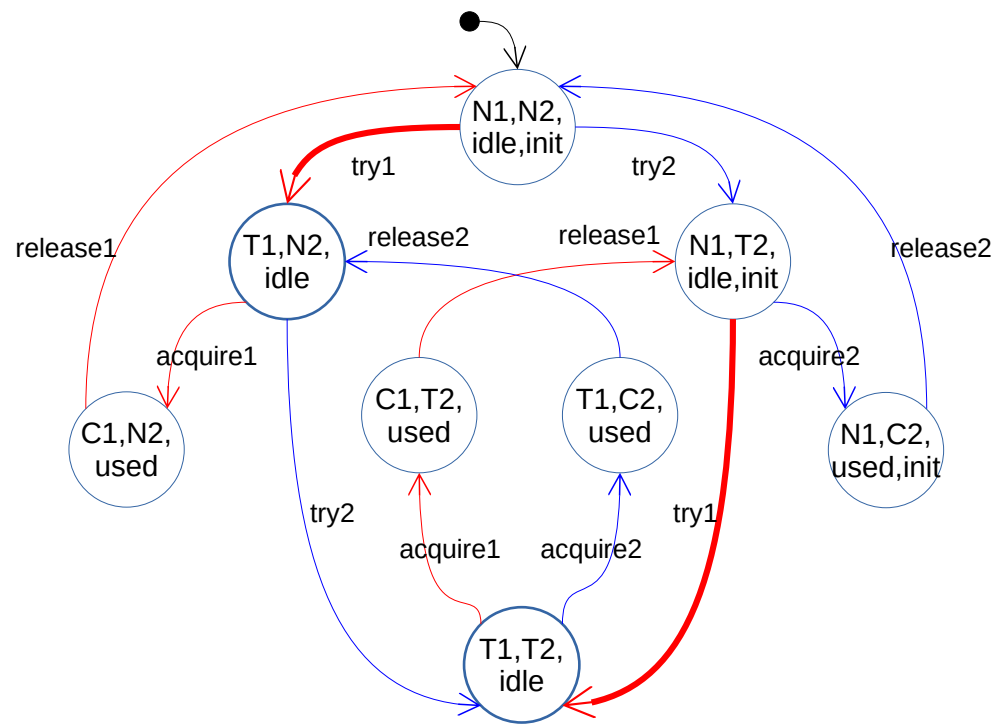 N1,N2,
idle,init
try1
try2
T1,N2,
idle
release2
release1
N1,T2,
idle,init
release1
release2
acquire1
acquire2
C1,N2,
used
C1,T2,
used
T1,C2,
used
N1,C2,
used,init
try2
try1
acquire1
acquire2
T1,T2,
idle